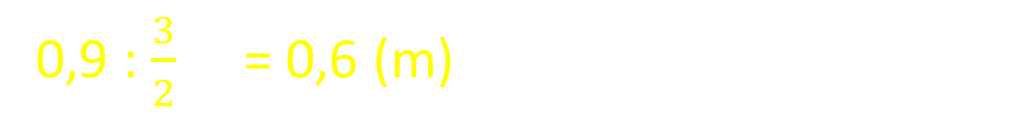 0,9 : 3/2 = 0,6 (m)